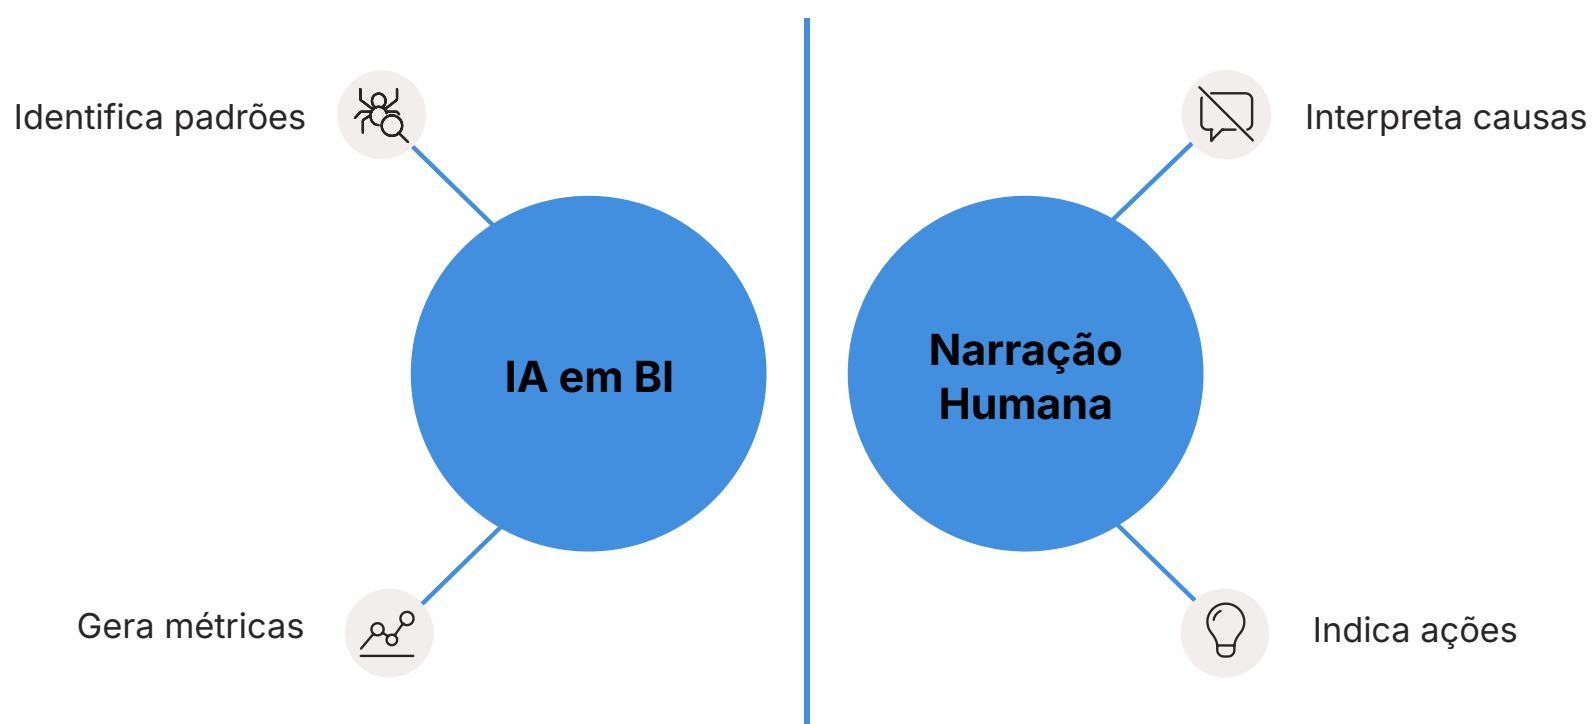 Identifica padrões
IA em BI
Gera métricas
Interpreta causas
Narração
Humana
Indica ações